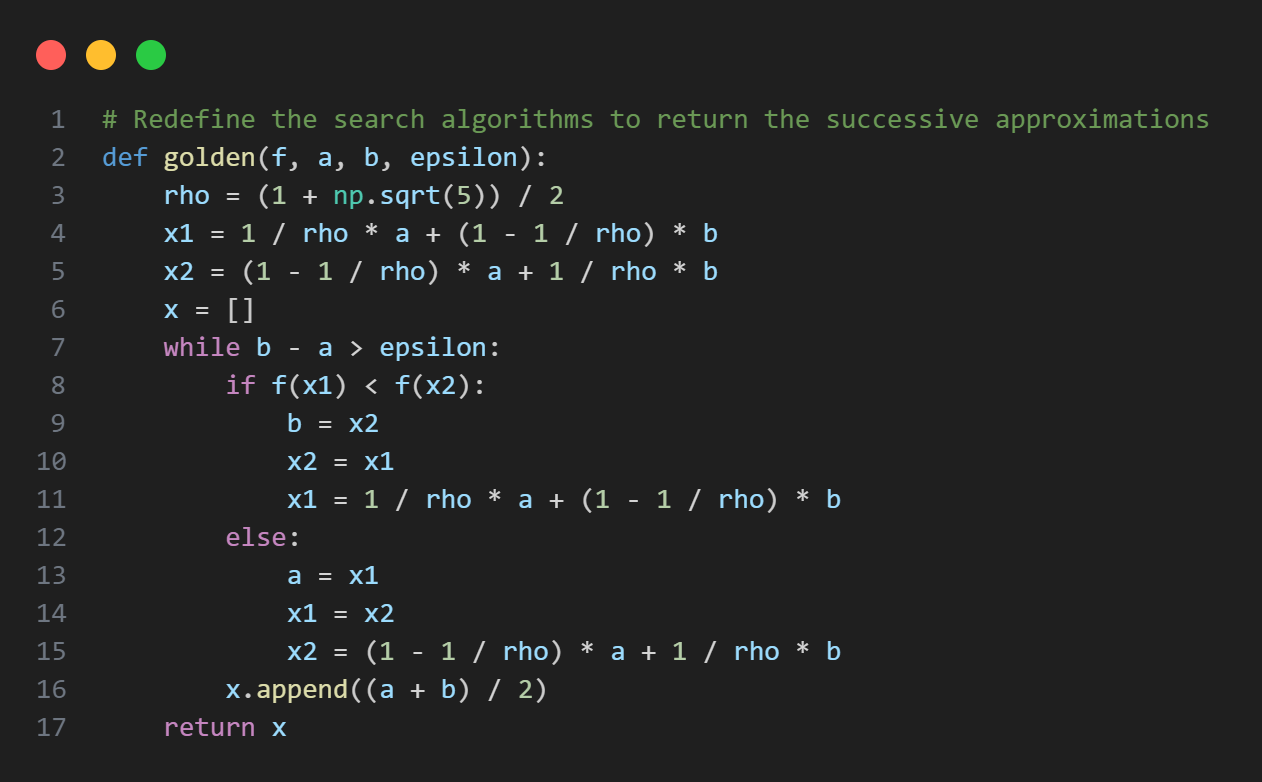 1 # Redefine the search algorithms to return the successive approximations
2 def golden(f, a, b, epsilon):
3     rho = (1 + np.sqrt(5)) / 2
4     x1 = 1 / rho * a + (1 - 1 / rho) * b
5     x2 = (1 - 1 / rho) * a + 1 / rho * b
6     x = []
7     while b - a > epsilon:
8         if f(x1) < f(x2):
9             b = x2
10             x2 = x1
11             x1 = 1 / rho * a + (1 - 1 / rho) * b
12         else:
13             a = x1
14             x1 = x2
15             x2 = (1 - 1 / rho) * a + 1 / rho * b
16         x.append((a + b) / 2)
17     return x